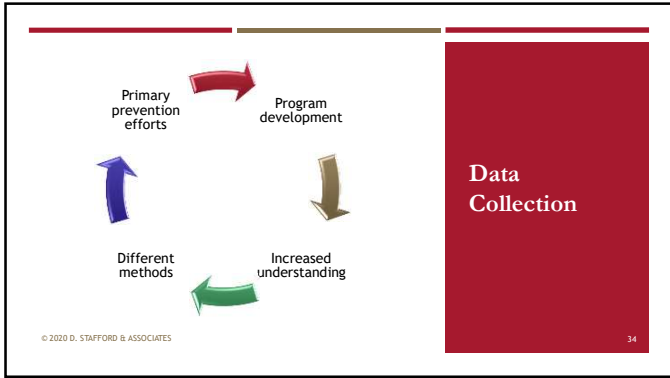 Primary
prevention
efforts
Program
development
Increased
understanding
Different
methods
Data
Collection
© 2020 D. STAFFORD & ASSOCIATES
34